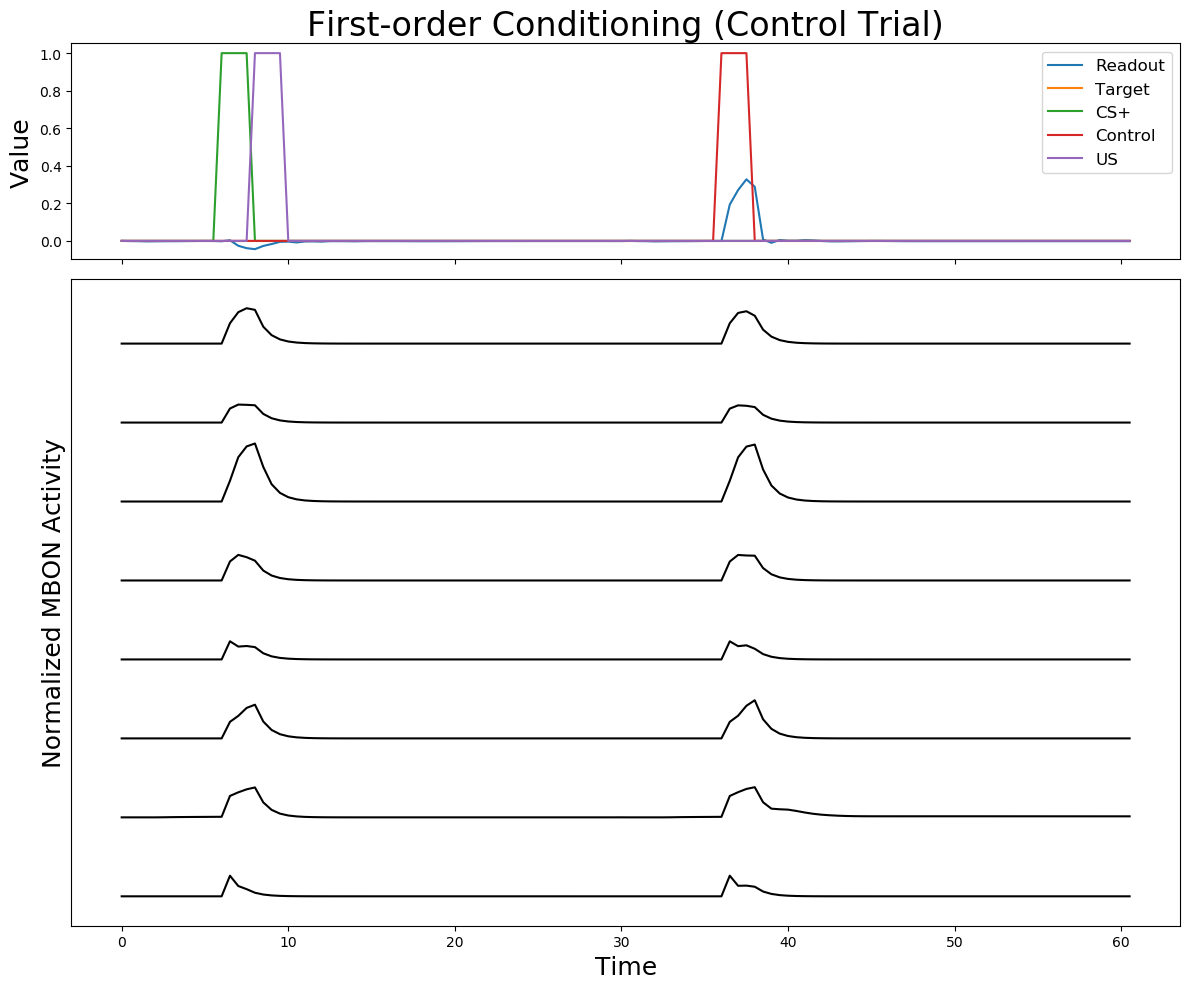 First-order Conditioning (Control Trial)
Value
1.0
0.8
0.6
0.4
0.2
0.0
Readout
Target
CS+
Control
US
Normalized MBON Activity
0 10 20 30 40 50 60
Time